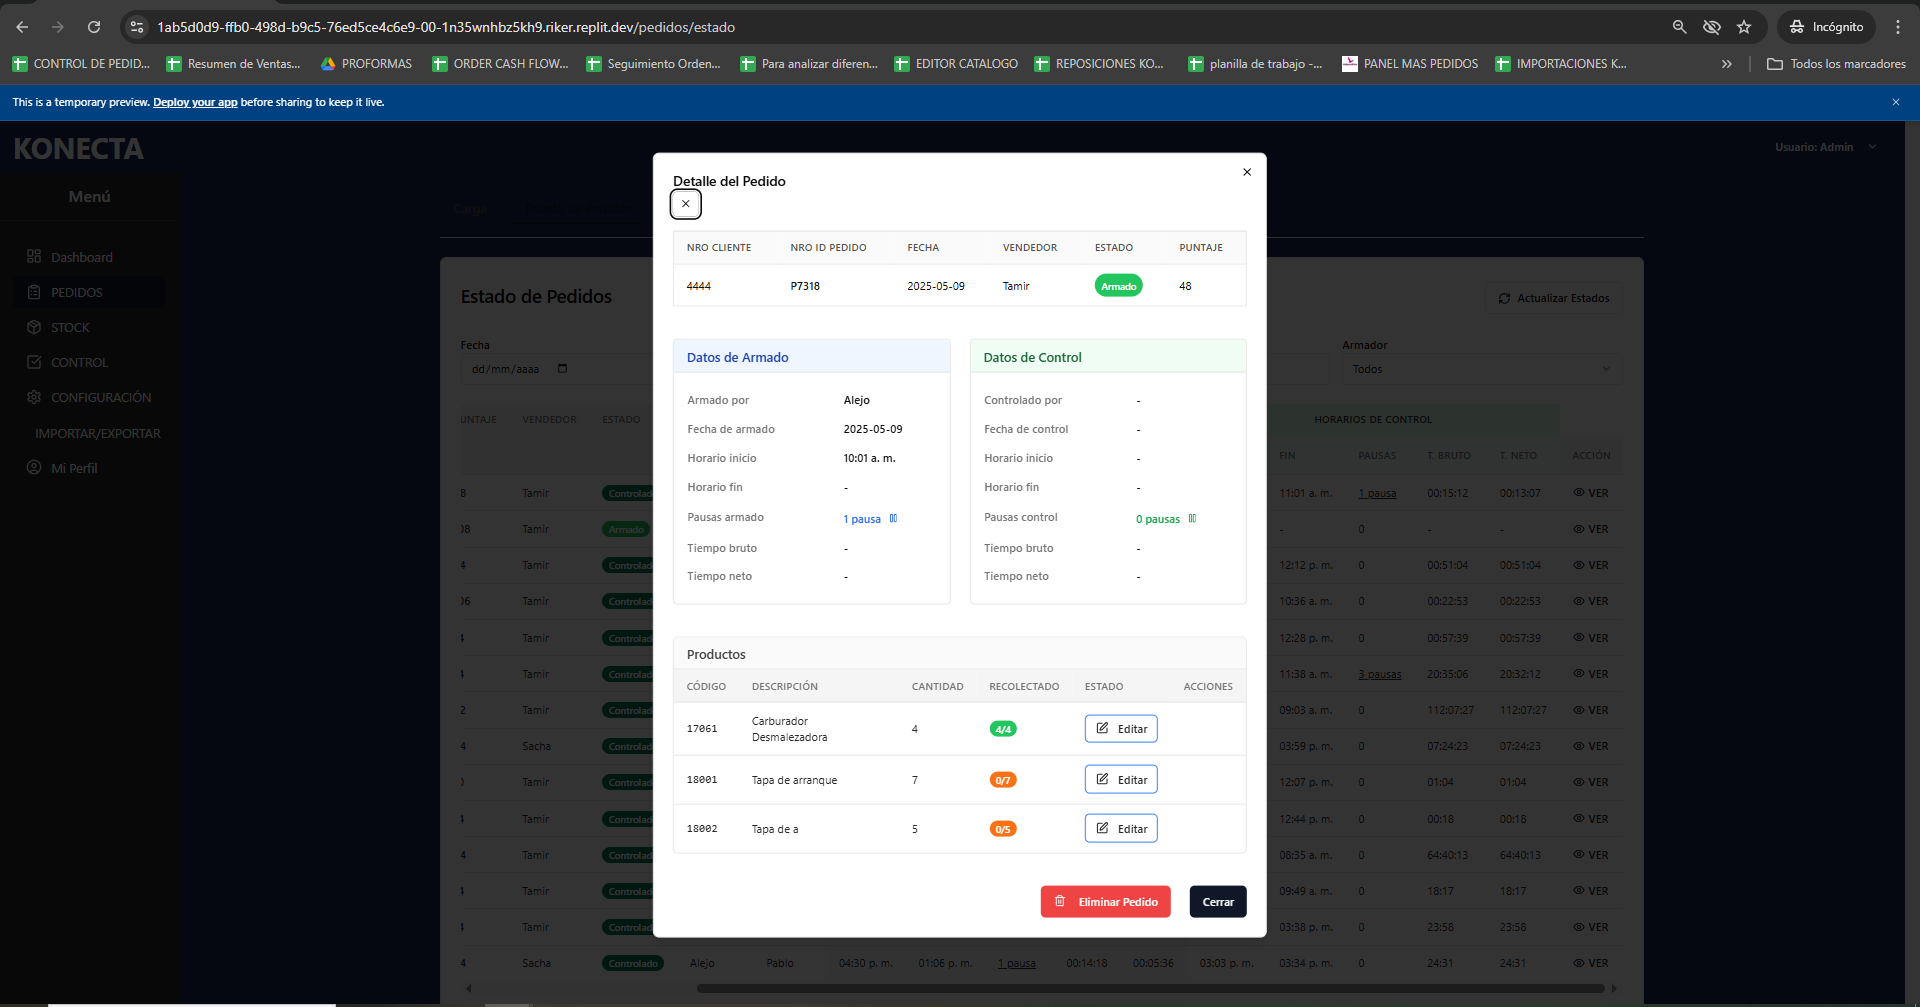 1ab5d0d9-ffb0-498d-b9c5-76ed5ce4c6e9-00-1n35wnhbz5kh9.riker.replit.dev/pedidos/estado
Incógnito
CONTROL DE PEDID...
Resumen de Ventas...
PROFORMAS
ORDER CASH FLOW...
Seguimiento Orden...
Para analizar diferen...
EDITOR CATALOGO
REPOSICIONES KO...
planilla de trabajo -...
PANEL MAS PEDIDOS
IMPORTACIONES K...
Todos los marcadores
This is a temporary preview. Deploy your app before sharing to keep it live.
KONECTA
Usuario: Admin
Menú
Dashboard
PEDIDOS
STOCK
CONTROL
CONFIGURACIÓN
IMPORTAR/EXPORTAR
Mi Perfil
Carga
Estado de Pedidos
Actualizar Estados
Fecha
dd/mm/aaaa
Armador
Todos
UNTAJE VENDEDOR ESTADO
HORARIOS DE CONTROL
FIN PAUSAS T. BRUTO T. NETO ACCIÓN
8 Tamir Controlad 11:01 a. m. 1 pausa 00:15:12 00:13:07 VER
08 Tamir Armado - 0 - - VER
4 Tamir Controlad 12:12 p. m. 0 00:51:04 00:51:04 VER
06 Tamir Controlad 10:36 a. m. 0 00:22:53 00:22:53 VER
Tamir Controlad 12:28 p. m. 0 00:57:39 00:57:39 VER
Tamir Controlad 11:38 a. m. 3 pausas 20:35:06 20:32:12 VER
2 Tamir Controlad 09:03 a. m. 0 112:07:27 112:07:27 VER
4 Sacha Controlad 03:59 p. m. 0 07:24:23 07:24:23 VER
Tamir Controlad 12:07 p. m. 0 01:04 01:04 VER
Tamir Controlad 12:44 p. m. 0 00:18 00:18 VER
4 Tamir Controlad 08:35 a. m. 0 64:40:13 64:40:13 VER
Tamir Controlad 09:49 a. m. 0 18:17 18:17 VER
Tamir Controlad 03:38 p. m. 0 23:58 23:58 VER
4 Sacha Controlado Alejo Pablo 04:30 p. m. 01:06 p. m. 1 pausa 00:14:18 00:05:36 03:03 p. m. 03:34 p. m. 0 24:31 24:31 VER
Detalle del Pedido
NRO CLIENTE NRO ID PEDIDO FECHA VENDEDOR ESTADO PUNTAJE
4444 P7318 2025-05-09 Tamir Armado 48
Datos de Armado
Armado por Alejo
Fecha de armado 2025-05-09
Horario inicio 10:01 a. m.
Horario fin -
Pausas armado 1 pausa
Tiempo bruto -
Tiempo neto -
Datos de Control
Controlado por -
Fecha de control -
Horario inicio -
Horario fin -
Pausas control 0 pausas
Tiempo bruto -
Tiempo neto -
Productos
CÓDIGO DESCRIPCIÓN CANTIDAD RECOLECTADO ESTADO ACCIONES
17061 Carburador Desmalezadora 4 4/4 Editar
18001 Tapa de arranque 7 0/7 Editar
18002 Tapa de a 5 0/5 Editar
Eliminar Pedido
Cerrar